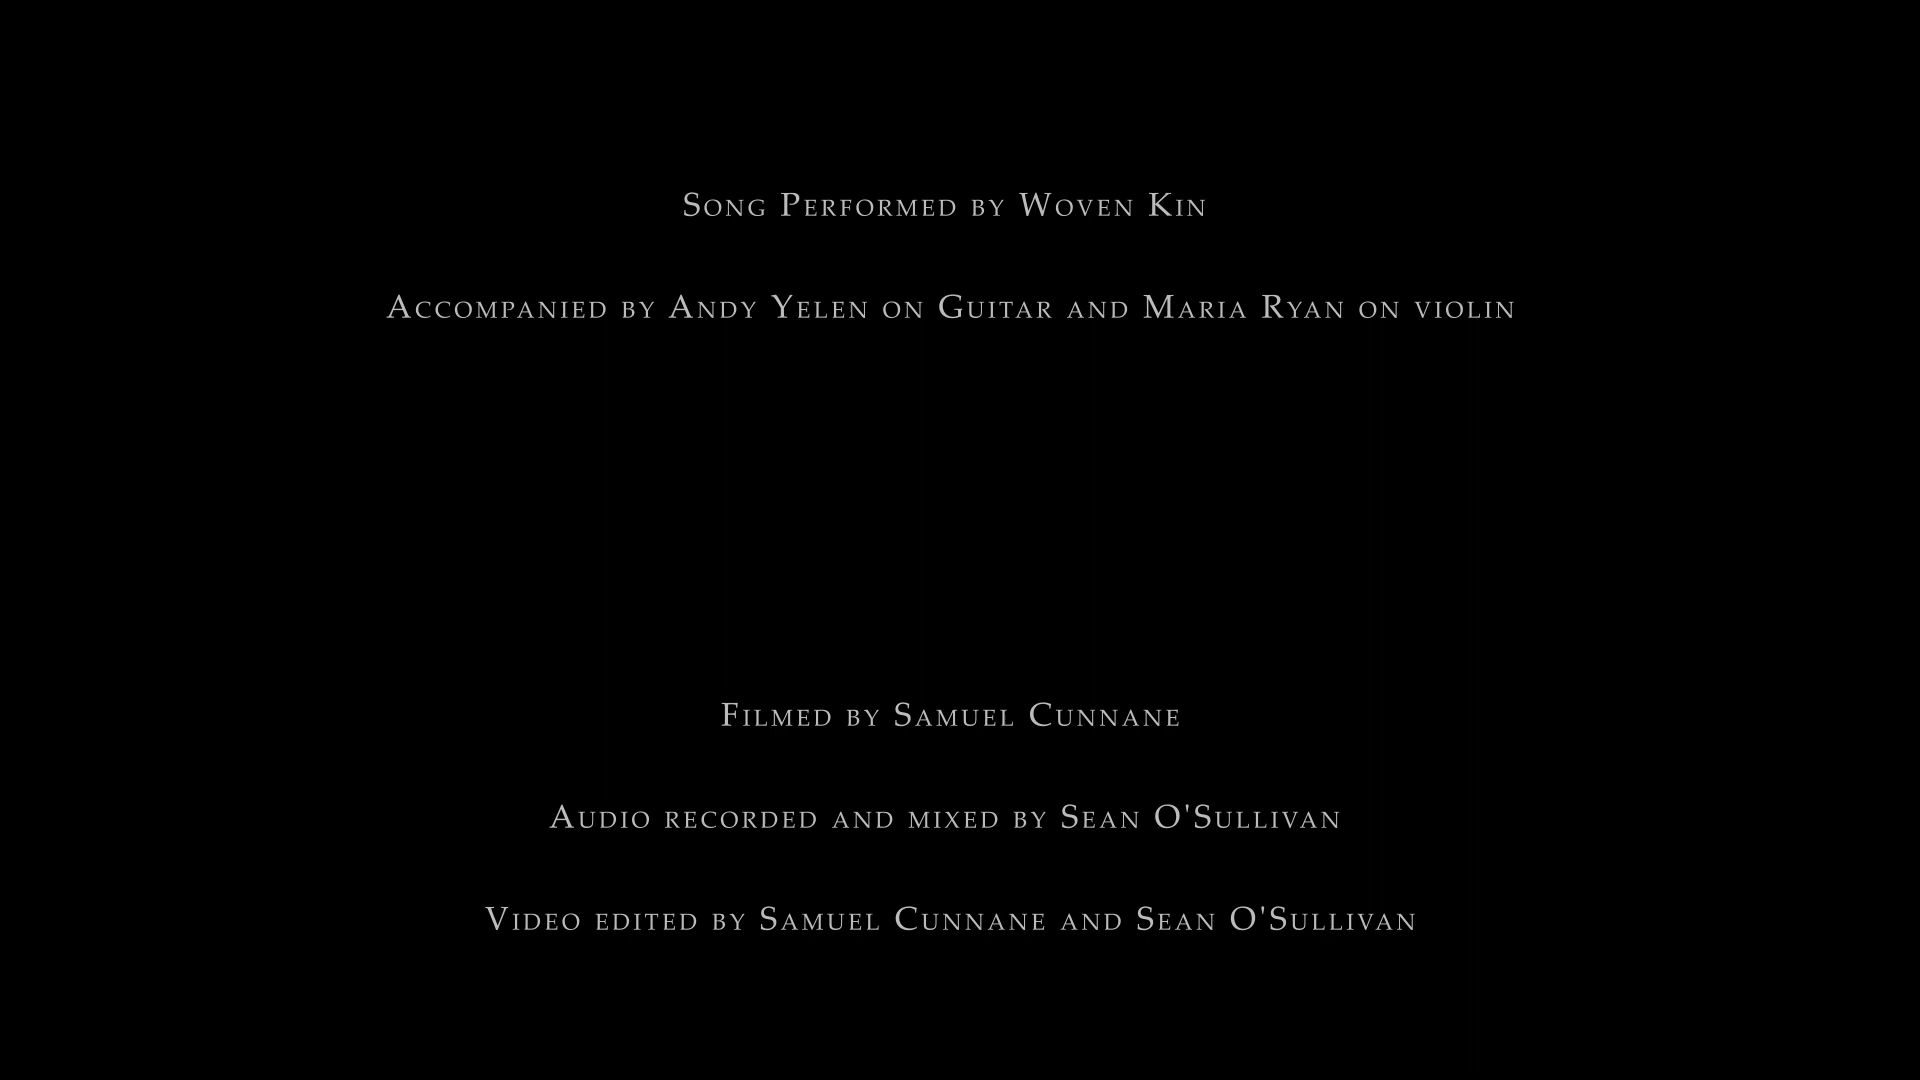 Song Performed by Woven Kin
Accompanied by Andy Yelen on Guitar and Maria Ryan on violin
Filmed by Samuel Cunnane
Audio recorded and mixed by Sean O'Sullivan
Video edited by Samuel Cunnane and Sean O'Sullivan